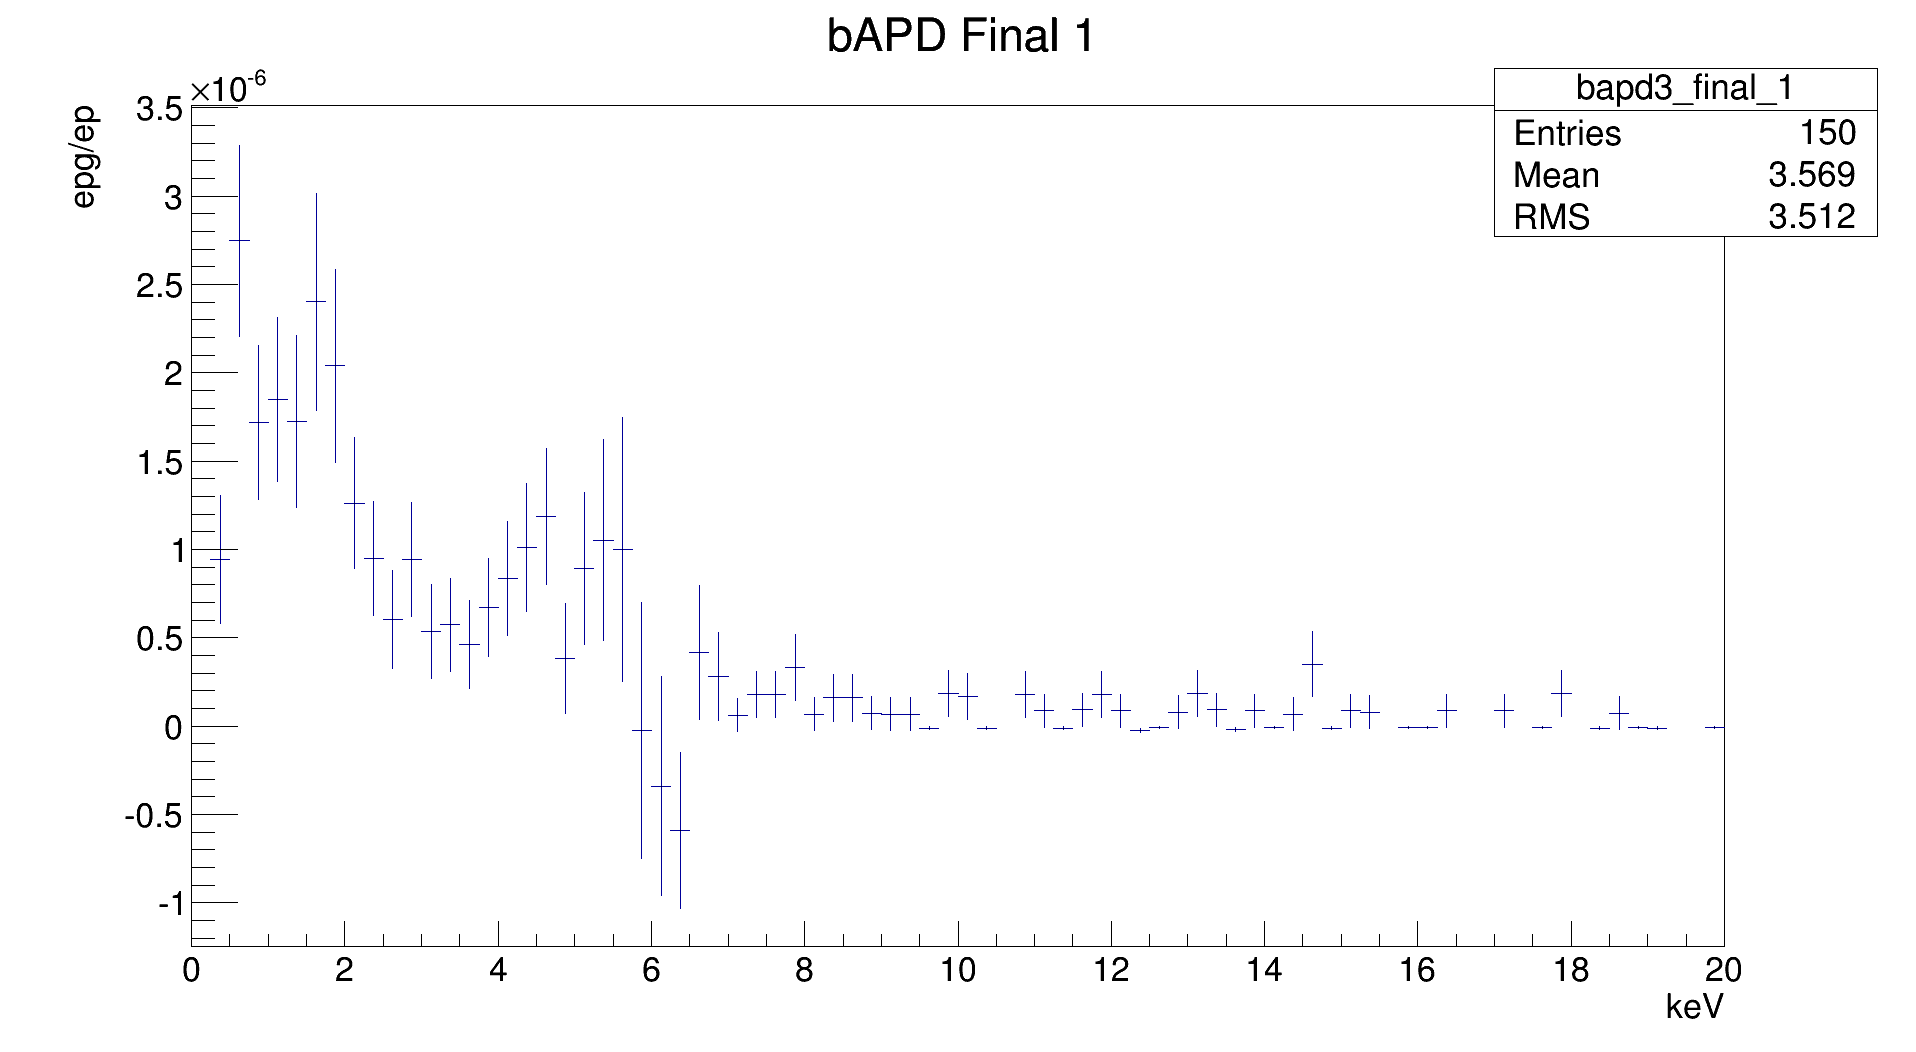 bAPD Final 1
×10-6
epg/ep
bapd3_final_1
Entries 150
Mean 3.569
RMS 3.512
3.5
3
2.5
2
1.5
1
0.5
0
-0.5
-1
0 2 4 6 8 10 12 14 16 18 20
keV